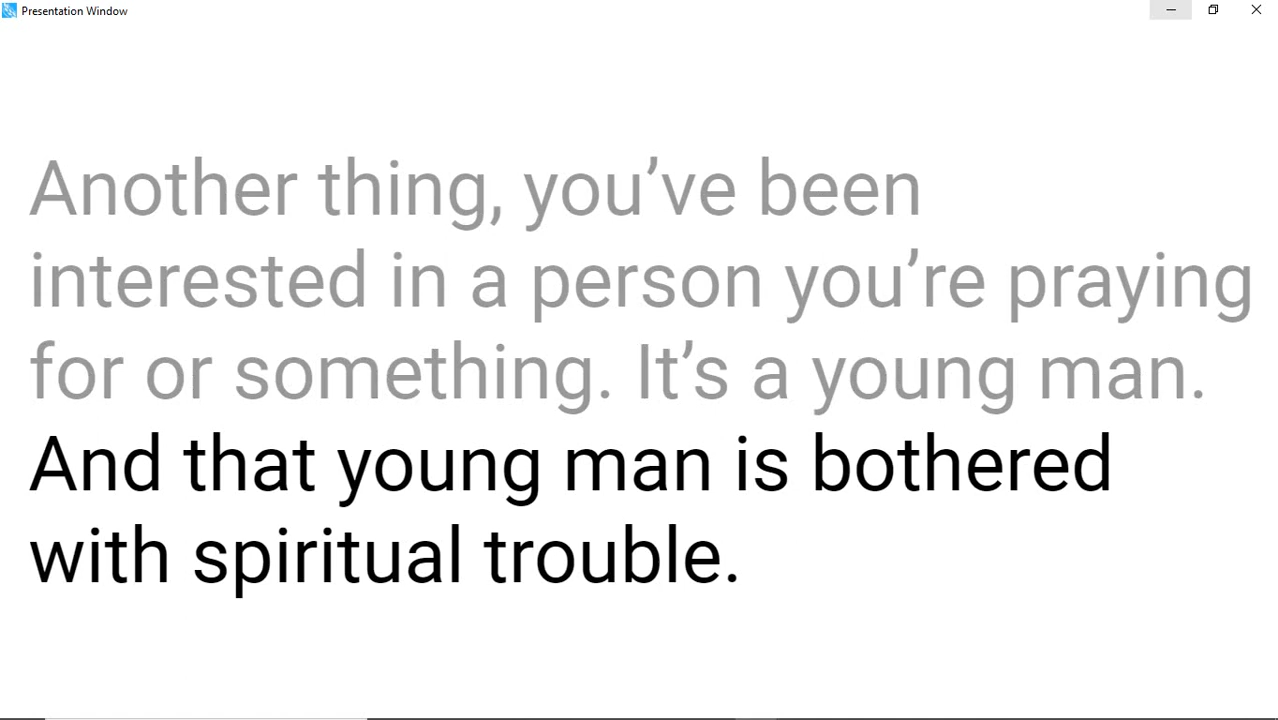 Presentation Window
Another thing, you’ve been
interested in a person you’re praying
for or something. It’s a young man.
And that young man is bothered
with spiritual trouble.